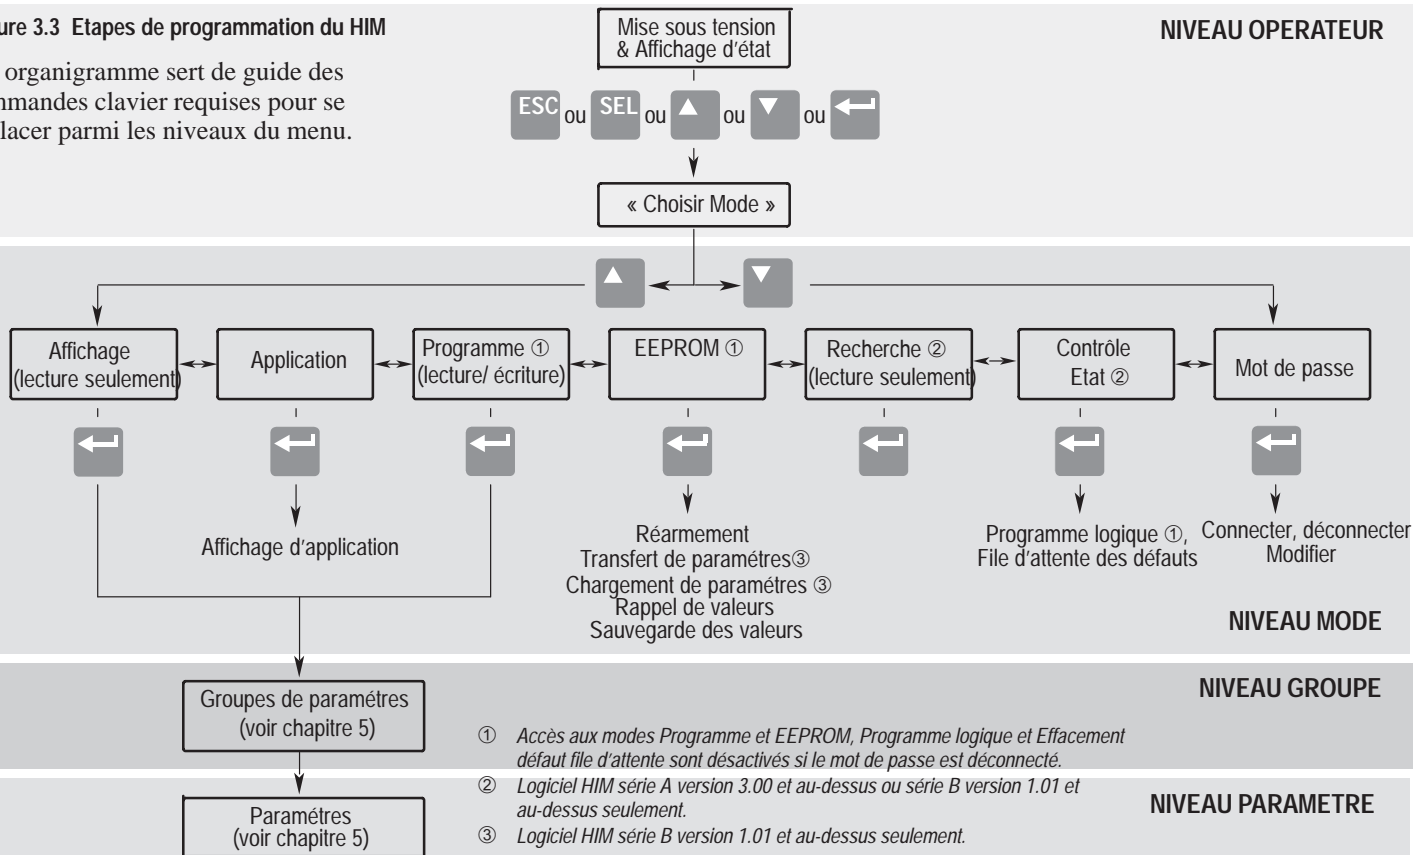 ure 3.3 Etapes de programmation du HIM
organigramme sert de guide des
mmandes clavier requises pour se
lacer parmi les niveaux du menu.
Mise sous tension
& Affichage d'état
NIVEAU OPERATEUR
ESC ou SEL ou ou ou
« Choisir Mode »
Affichage
(lecture seulement)
Application
Programme ①
(lecture/ écriture)
EEPROM ①
Recherche ②
(lecture seulement)
Contrôle
Etat ②
Mot de passe
Affichage d'application
Réarmement
Transfert de paramétres③
Chargement de paramétres ③
Rappel de valeurs
Sauvegarde des valeurs
Programme logique ①,
File d'attente des défauts
Connecter, déconnecter
Modifier
NIVEAU MODE
Groupes de paramétres
(voir chapitre 5)
NIVEAU GROUPE
① Accès aux modes Programme et EEPROM, Programme logique et Effacement
défaut file d'attente sont désactivés si le mot de passe est déconnecté.
② Logiciel HIM série A version 3.00 et au-dessus ou série B version 1.01 et
au-dessus seulement.
③ Logiciel HIM série B version 1.01 et au-dessus seulement.
Paramétres
(voir chapitre 5)
NIVEAU PARAMETRE